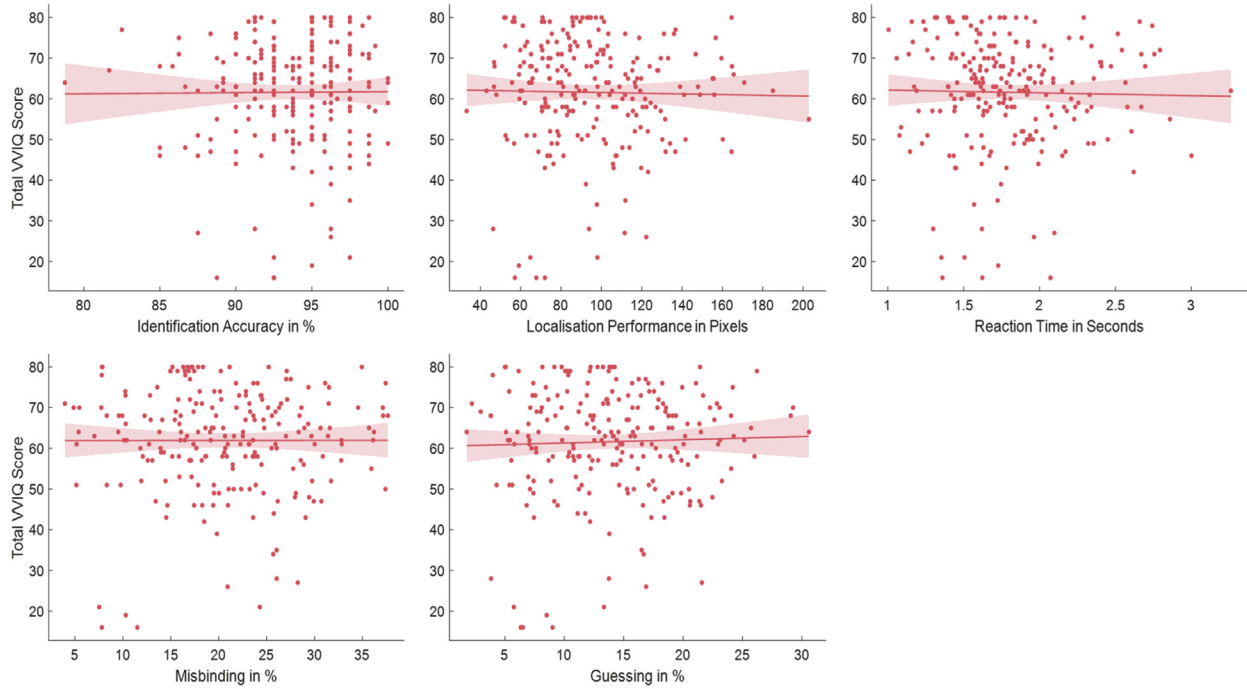 Total VVIQ Score
80
70
60
50
40
30
20
80 85 90 95 100
Identification Accuracy in %
80
70
60
50
40
30
20
40 60 80 100 120 140 160 180 200
Localisation Performance in Pixels
80
70
60
50
40
30
20
1 1.5 2 2.5 3
Reaction Time in Seconds
Total VVIQ Score
80
70
60
50
40
30
20
5 10 15 20 25 30 35
Misbinding in %
80
70
60
50
40
30
20
5 10 15 20 25 30
Guessing in %